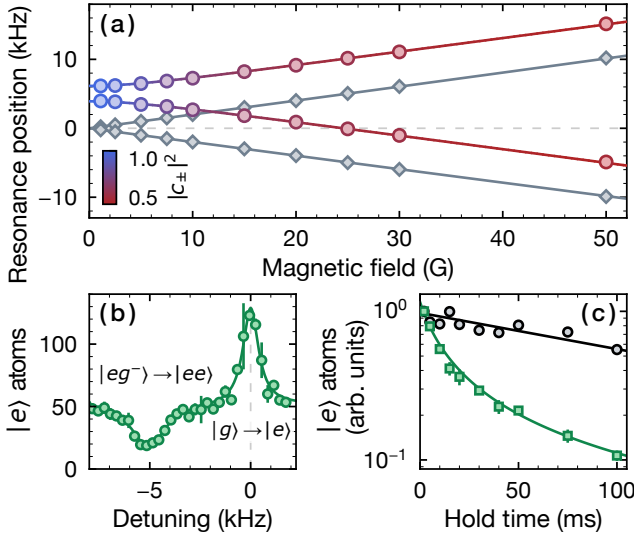 (a)
Resonance position (kHz)
10
0
−10
1.0
0.5
|c±|²
0 10 20 30 40 50
Magnetic field (G)
(b)
|e⟩ atoms
100
50
0
|eg⁻⟩→|ee⟩
|g⟩→|e⟩
−5 0
Detuning (kHz)
(c)
|e⟩ atoms
(arb. units)
10⁰
10⁻¹
0 50 100
Hold time (ms)